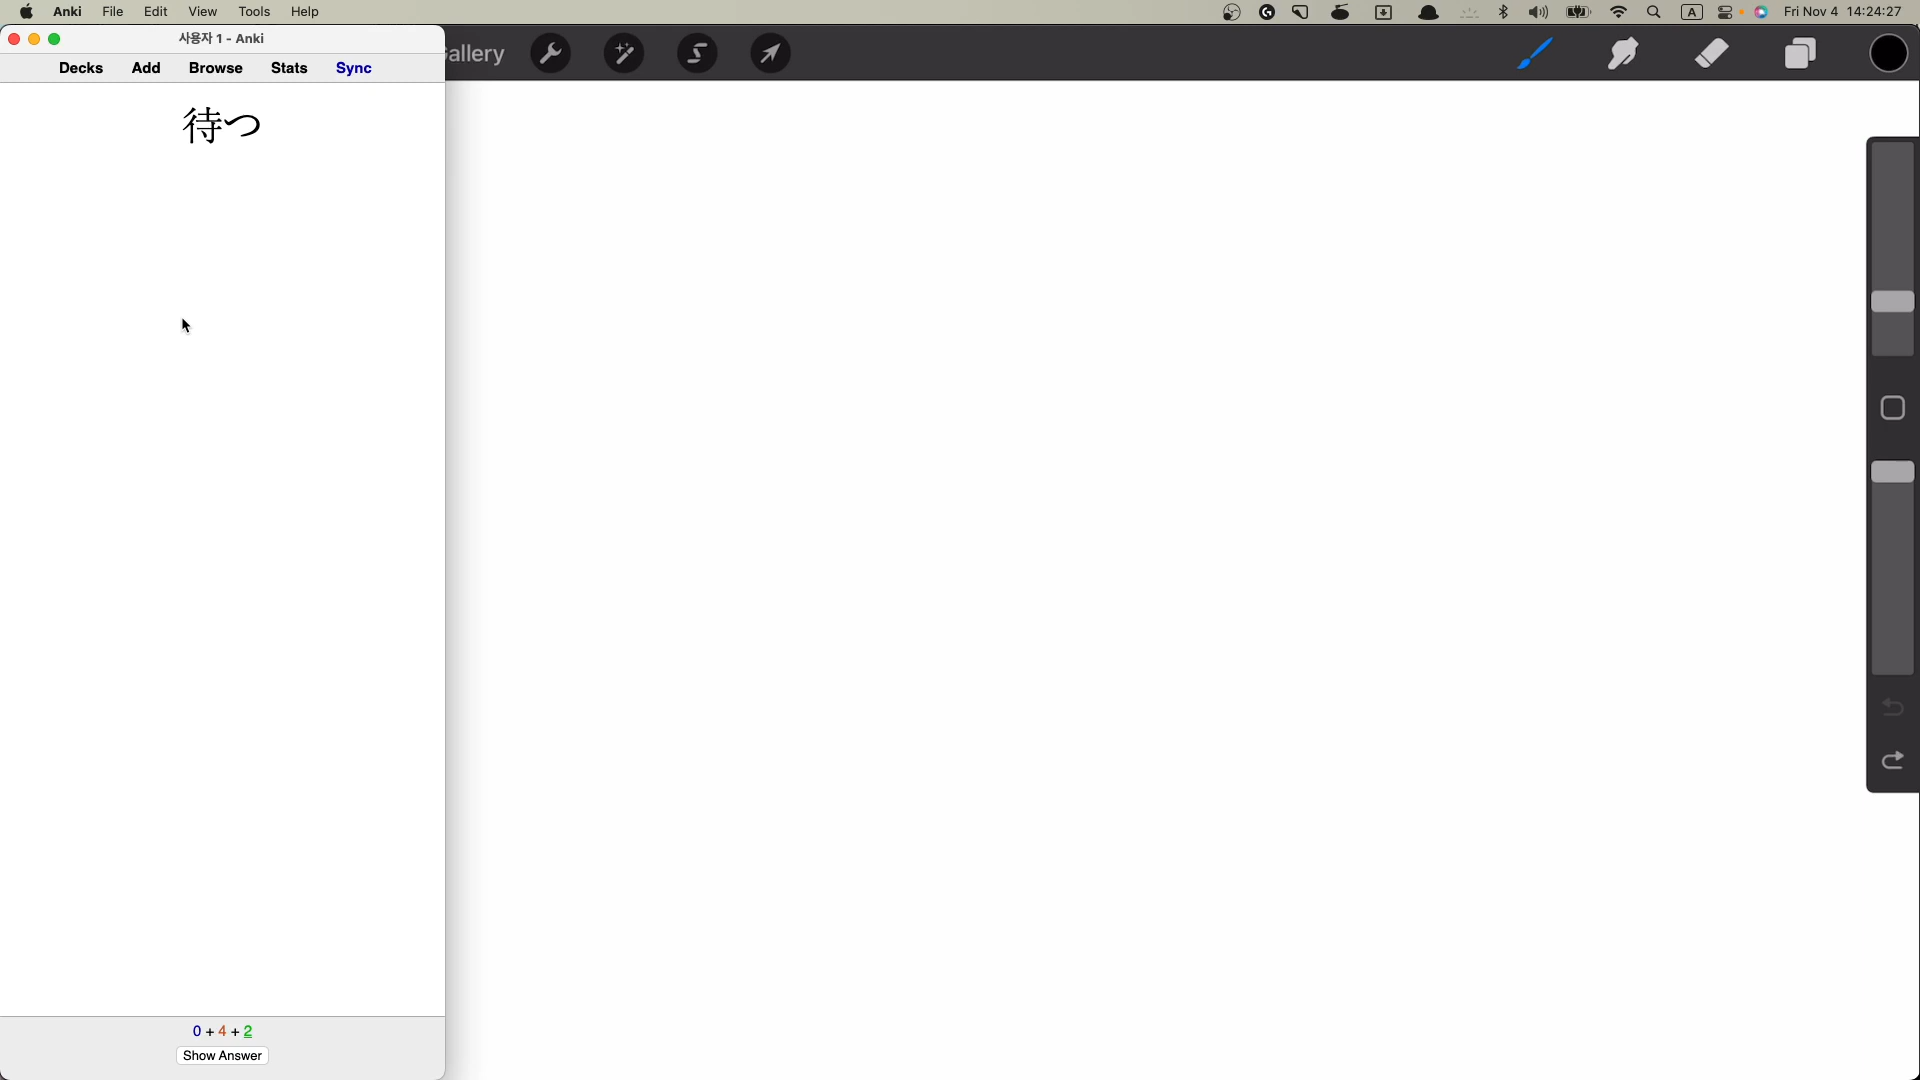 Anki File Edit View Tools Help A Fri Nov 4 14:24:27
사용자 1 - Anki
Decks Add Browse Stats Sync
allery
待つ
0 + 4 + 2
Show Answer